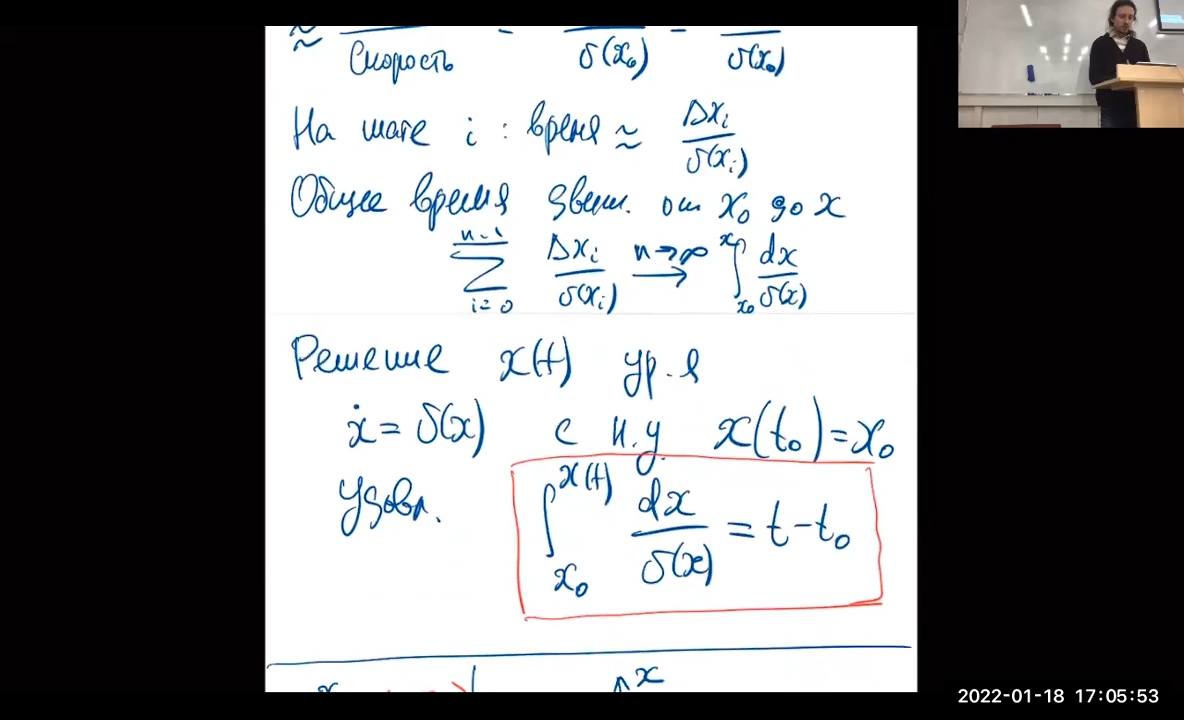 ≈ Скорость = σ(x₀) = σ(x₀)
На шаге i : время ≈ Δxᵢ / σ(xᵢ)
Общее время движ. от x₀ до x
∑_{i=0}^{n-1} Δxᵢ / σ(xᵢ) →^{n→∞} ∫_{x₀}^{x} dx / σ(x)
Решение x(t) ур-я
ẋ = σ(x) с н.у. x(t₀) = x₀
Удовл. ∫_{x₀}^{x(t)} dx / σ(x) = t - t₀
x
2022-01-18 17:05:53